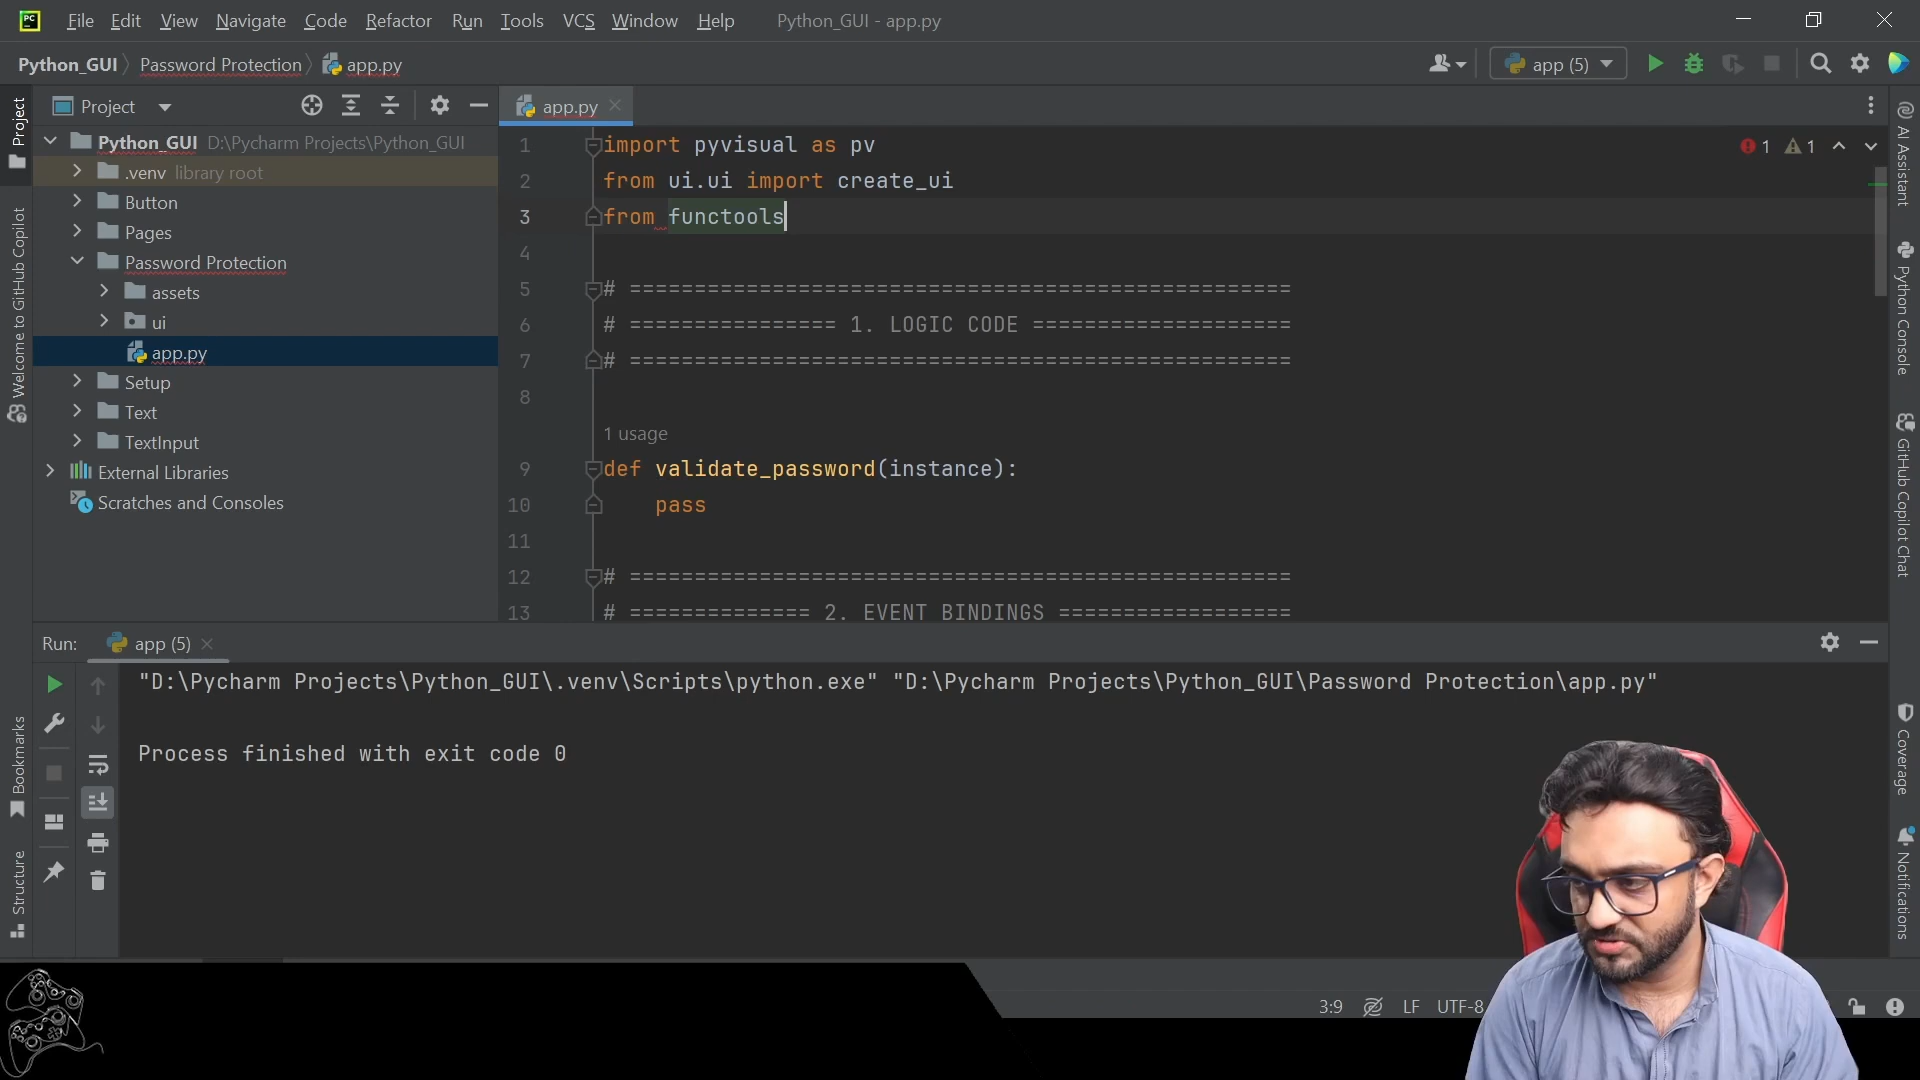 PC File Edit View Navigate Code Refactor Run Tools VCS Window Help Python_GUI - app.py
Python_GUI Password Protection app.py app (5)
Project
Python_GUI D:\Pycharm Projects\Python_GUI
.venv library root
Button
Pages
Password Protection
assets
ui
app.py
Setup
Text
TextInput
External Libraries
Scratches and Consoles
app.py
1 import pyvisual as pv
2 from ui.ui import create_ui
3 from functools
4
5 # ===================================================
6 # ================ 1. LOGIC CODE ====================
7 # ===================================================
8
1 usage
9 def validate_password(instance):
10 pass
11
12 # ===================================================
13 # ============== 2. EVENT BINDINGS ==================
1 1
Project
Welcome to GitHub Copilot
Bookmarks
Structure
AI Assistant
Python Console
GitHub Copilot Chat
Coverage
Notifications
Run: app (5)
"D:\Pycharm Projects\Python_GUI\.venv\Scripts\python.exe" "D:\Pycharm Projects\Python_GUI\Password Protection\app.py"
Process finished with exit code 0
3:9 LF UTF-8